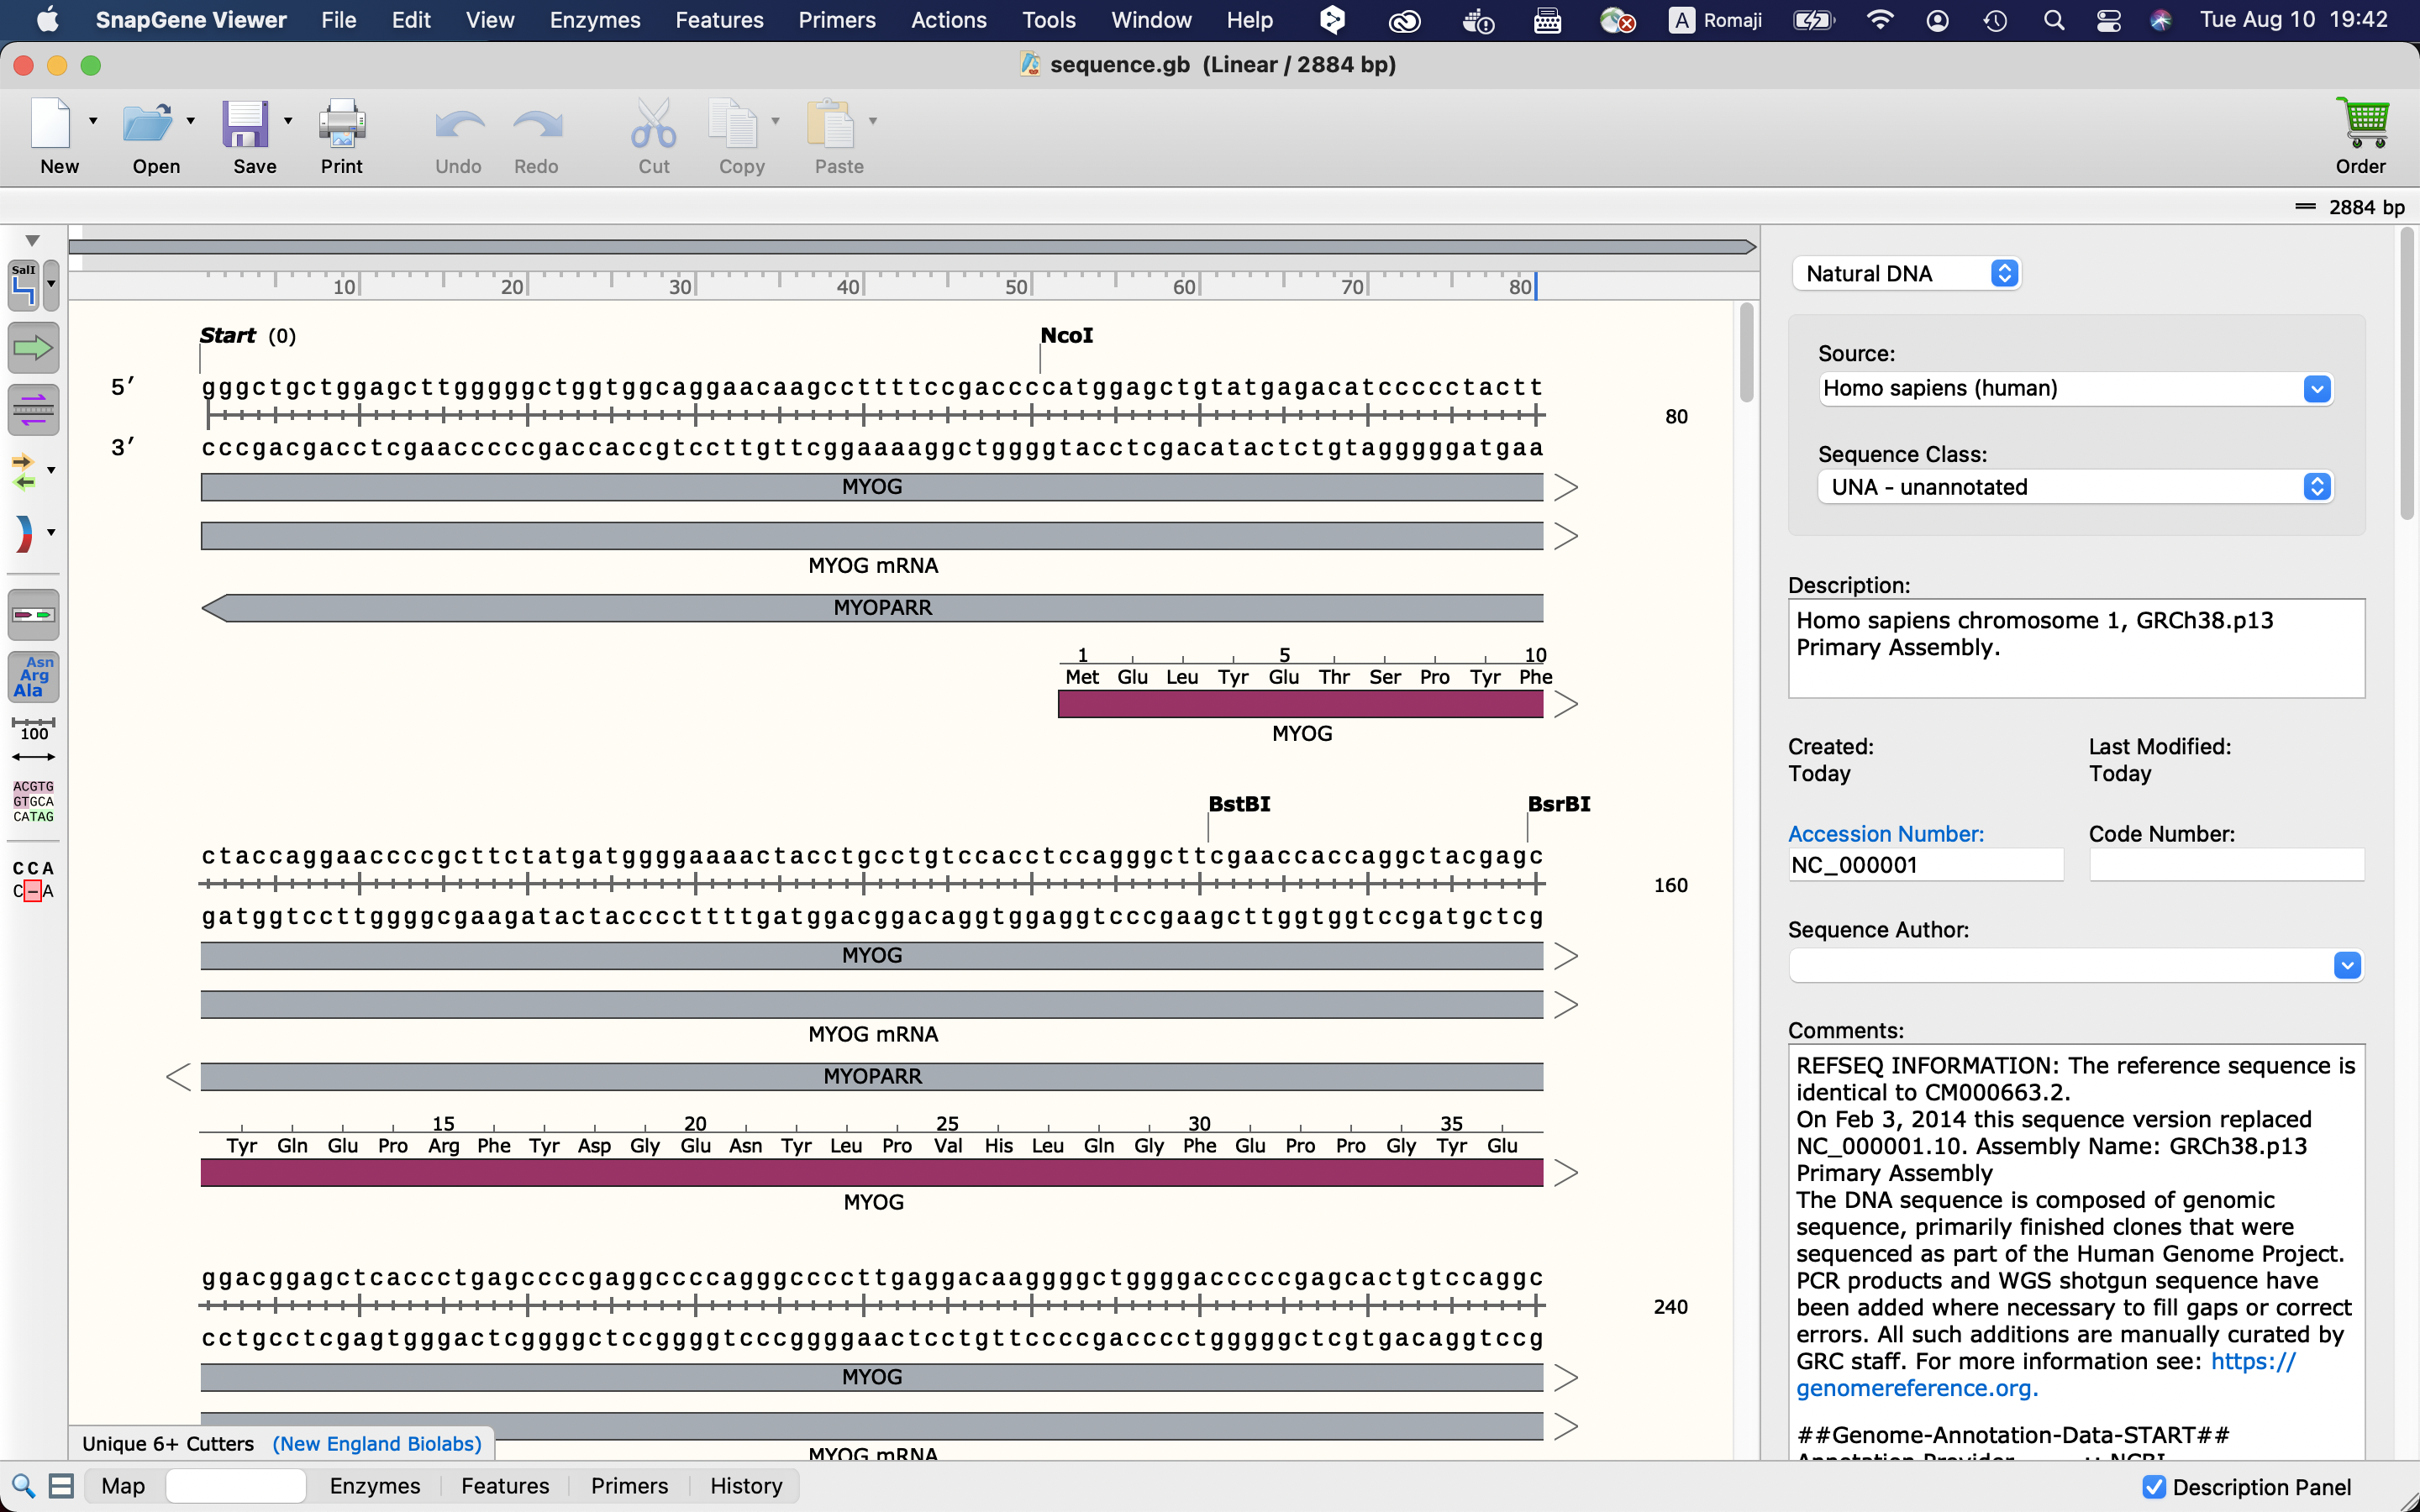 SnapGene Viewer File Edit View Enzymes Features Primers Actions Tools Window Help A Romaji Tue Aug 10 19:42
sequence.gb (Linear / 2884 bp)
New Open Save Print Undo Redo Cut Copy Paste Order
2884 bp
SalI
10 20 30 40 50 60 70 80
Start (0) NcoI
5′ gggctgctggagcttgggggctggtggcaggaacaagccttttccgaccccatggagctgtatgagacatccccctactt
80
3′ cccgacgacctcgaacccccgaccaccgtccttgttcggaaaaggctggggtacctcgacatactctgtagggggatgaa
MYOG
MYOG mRNA
MYOPARR
1 5 10
Met Glu Leu Tyr Glu Thr Ser Pro Tyr Phe
MYOG
BstBI BsrBI
ctaccaggaaccccgcttctatgatggggaaaactacctgcctgtccacctccagggcttcgaaccaccaggctacgagc
160
gatggtccttggggcgaagatactaccccttttgatggacggacaggtggaggtcccgaagcttggtggtccgatgctcg
MYOG
MYOG mRNA
MYOPARR
15 20 25 30 35
Tyr Gln Glu Pro Arg Phe Tyr Asp Gly Glu Asn Tyr Leu Pro Val His Leu Gln Gly Phe Glu Pro Pro Gly Tyr Glu
MYOG
ggacggagctcaccctgagccccgaggccccagggccccttgaggacaaggggctggggacccccgagcactgtccaggc
240
cctgcctcgagtgggactcggggctccggggtcccggggaactcctgttccccgacccctgggggctcgtgacaggtccg
MYOG
MYOG mRNA
Asn
Arg
Ala
100
ACGTG
GTGCA
CATAG
CCA
C–A
Natural DNA
Source:
Homo sapiens (human)
Sequence Class:
UNA - unannotated
Description:
Homo sapiens chromosome 1, GRCh38.p13
Primary Assembly.
Created: Last Modified:
Today Today
Accession Number: Code Number:
NC_000001
Sequence Author:
Comments:
REFSEQ INFORMATION: The reference sequence is
identical to CM000663.2.
On Feb 3, 2014 this sequence version replaced
NC_000001.10. Assembly Name: GRCh38.p13
Primary Assembly
The DNA sequence is composed of genomic
sequence, primarily finished clones that were
sequenced as part of the Human Genome Project.
PCR products and WGS shotgun sequence have
been added where necessary to fill gaps or correct
errors. All such additions are manually curated by
GRC staff. For more information see: https://
genomereference.org.
##Genome-Annotation-Data-START##
Annotation Provider :: NCBI
Unique 6+ Cutters (New England Biolabs)
Map Enzymes Features Primers History Description Panel